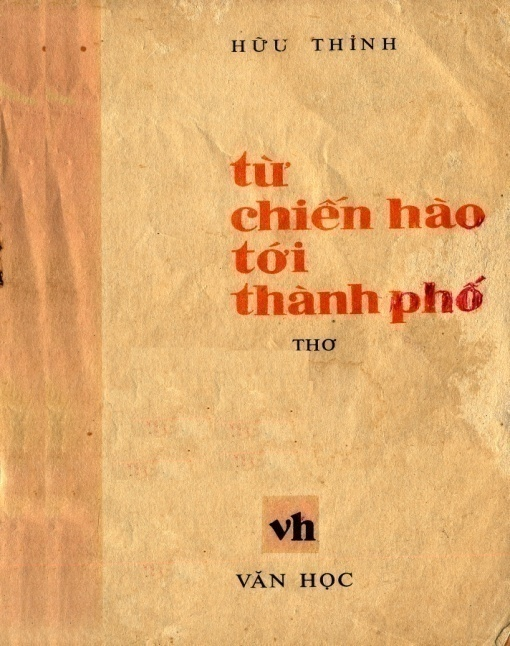 HỮU THỈNH
từ
chiến hào
tới
thành phố
THƠ
vh
VĂN HỌC